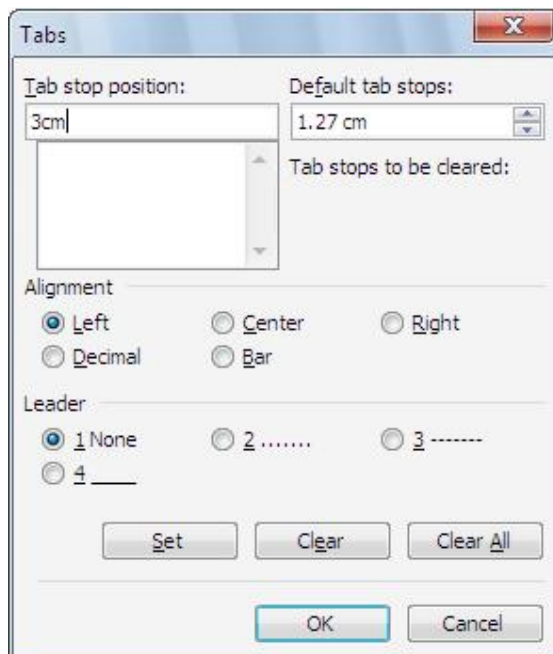 Tabs
Tab stop position: Default tab stops:
3cm 1.27 cm
Tab stops to be cleared:
Alignment
Left Center Right
Decimal Bar
Leader
1 None 2 ....... 3 -------
4 ____
Set Clear Clear All
OK Cancel